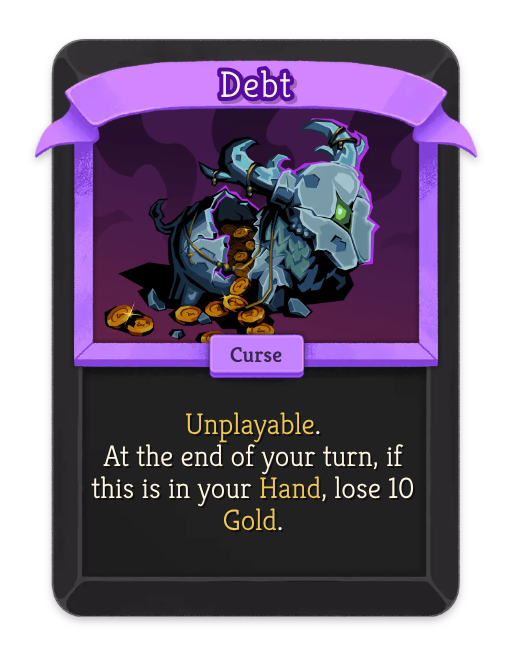 Debt
Curse
Unplayable.
At the end of your turn, if
this is in your Hand, lose 10
Gold.